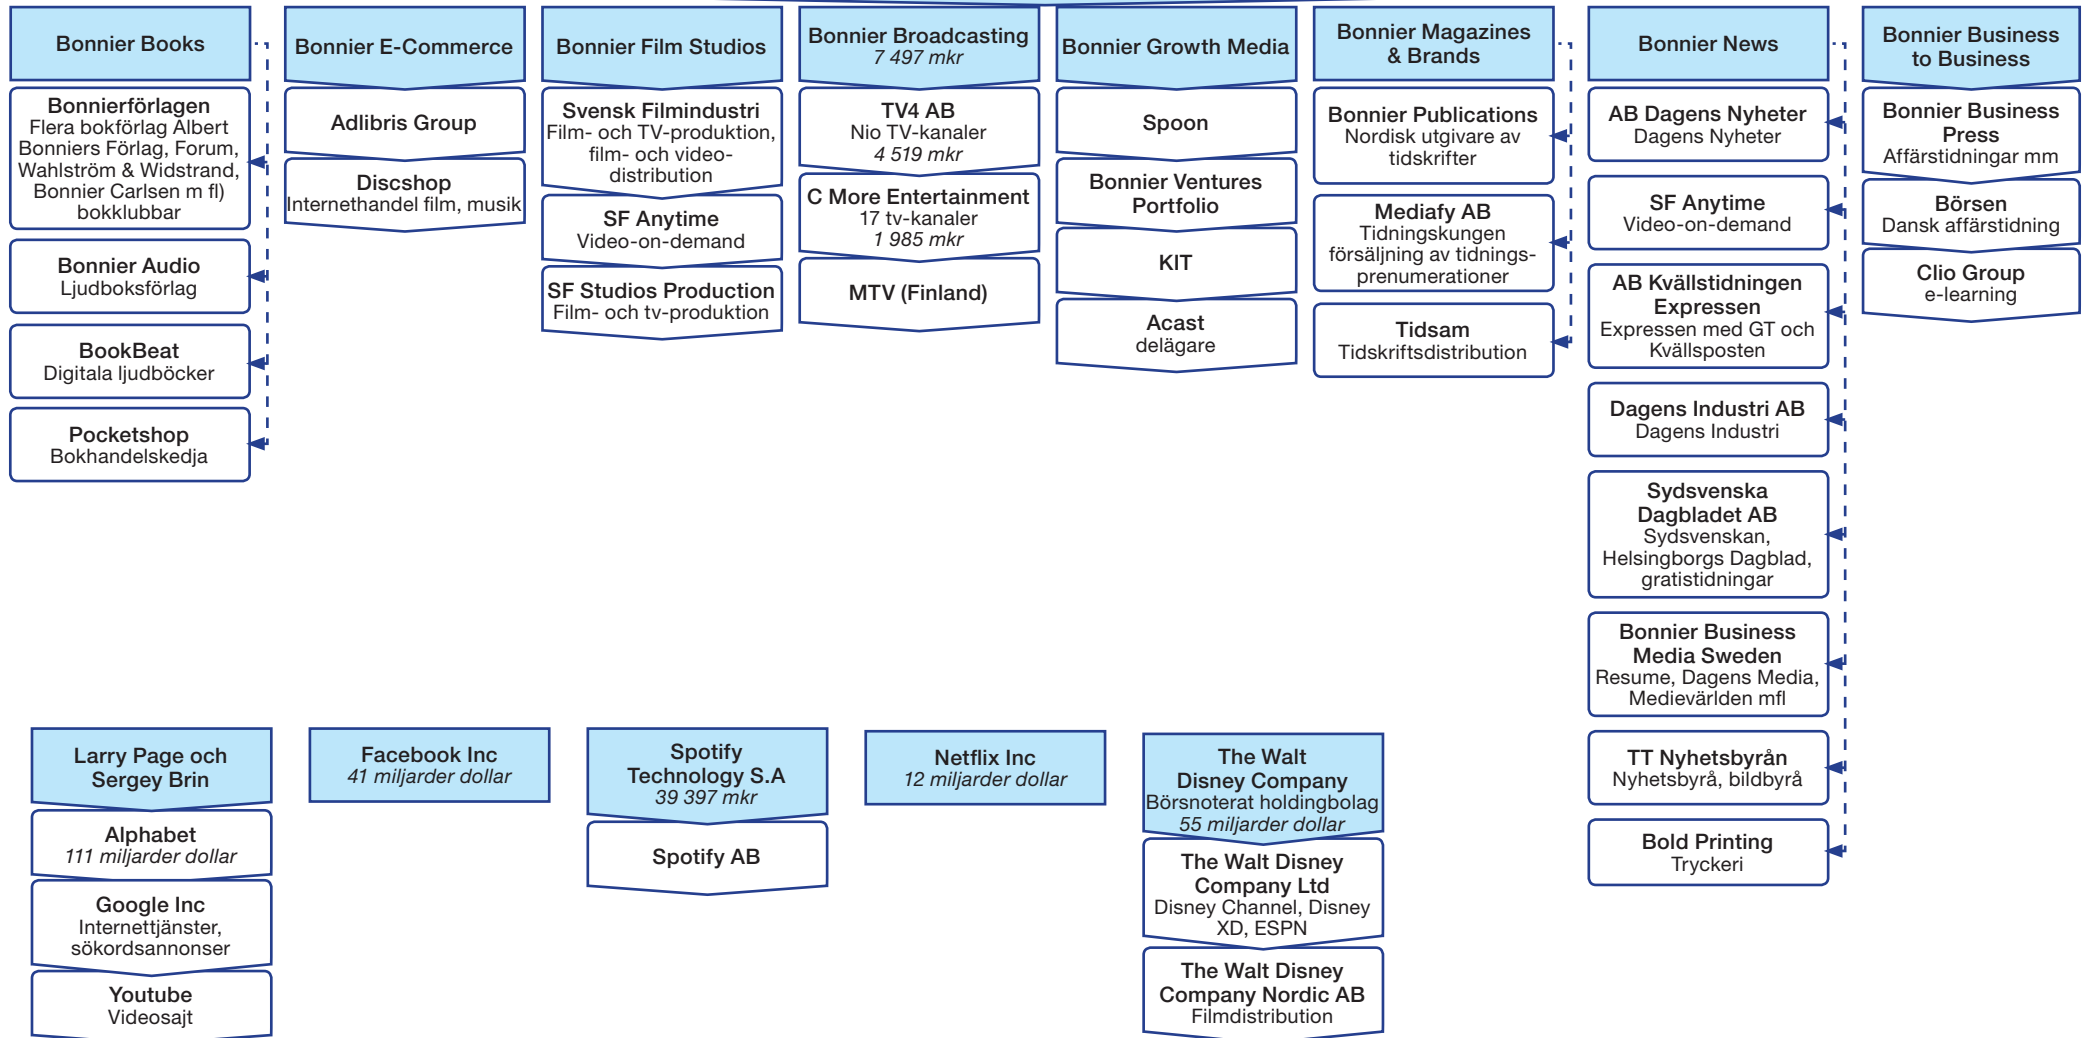 Bonnier Books
Bonnierförlagen
Flera bokförlag Albert
Bonniers Förlag, Forum,
Wahlström & Widstrand,
Bonnier Carlsen m fl)
bokklubbar
Bonnier Audio
Ljudboksförlag
BookBeat
Digitala ljudböcker
Pocketshop
Bokhandelskedja
Bonnier E-Commerce
Adlibris Group
Discshop
Internethandel film, musik
Bonnier Film Studios
Svensk Filmindustri
Film- och TV-produktion,
film- och video-
distribution
SF Anytime
Video-on-demand
SF Studios Production
Film- och tv-produktion
Bonnier Broadcasting
7 497 mkr
TV4 AB
Nio TV-kanaler
4 519 mkr
C More Entertainment
17 tv-kanaler
1 985 mkr
MTV (Finland)
Bonnier Growth Media
Spoon
Bonnier Ventures
Portfolio
KIT
Acast
delägare
Bonnier Magazines
& Brands
Bonnier Publications
Nordisk utgivare av
tidskrifter
Mediafy AB
Tidningskungen
försäljning av tidnings-
prenumerationer
Tidsam
Tidskriftsdistribution
Bonnier News
AB Dagens Nyheter
Dagens Nyheter
SF Anytime
Video-on-demand
AB Kvällstidningen
Expressen
Expressen med GT och
Kvällsposten
Dagens Industri AB
Dagens Industri
Sydsvenska
Dagbladet AB
Sydsvenskan,
Helsingborgs Dagblad,
gratistidningar
Bonnier Business
Media Sweden
Resume, Dagens Media,
Medievärlden mfl
TT Nyhetsbyrån
Nyhetsbyrå, bildbyrå
Bold Printing
Tryckeri
Bonnier Business
to Business
Bonnier Business
Press
Affärstidningar mm
Börsen
Dansk affärstidning
Clio Group
e-learning
Larry Page och
Sergey Brin
Alphabet
111 miljarder dollar
Google Inc
Internettjänster,
sökordsannonser
Youtube
Videosajt
Facebook Inc
41 miljarder dollar
Spotify
Technology S.A
39 397 mkr
Spotify AB
Netflix Inc
12 miljarder dollar
The Walt
Disney Company
Börsnoterat holdingbolag
55 miljarder dollar
The Walt Disney
Company Ltd
Disney Channel, Disney
XD, ESPN
The Walt Disney
Company Nordic AB
Filmdistribution